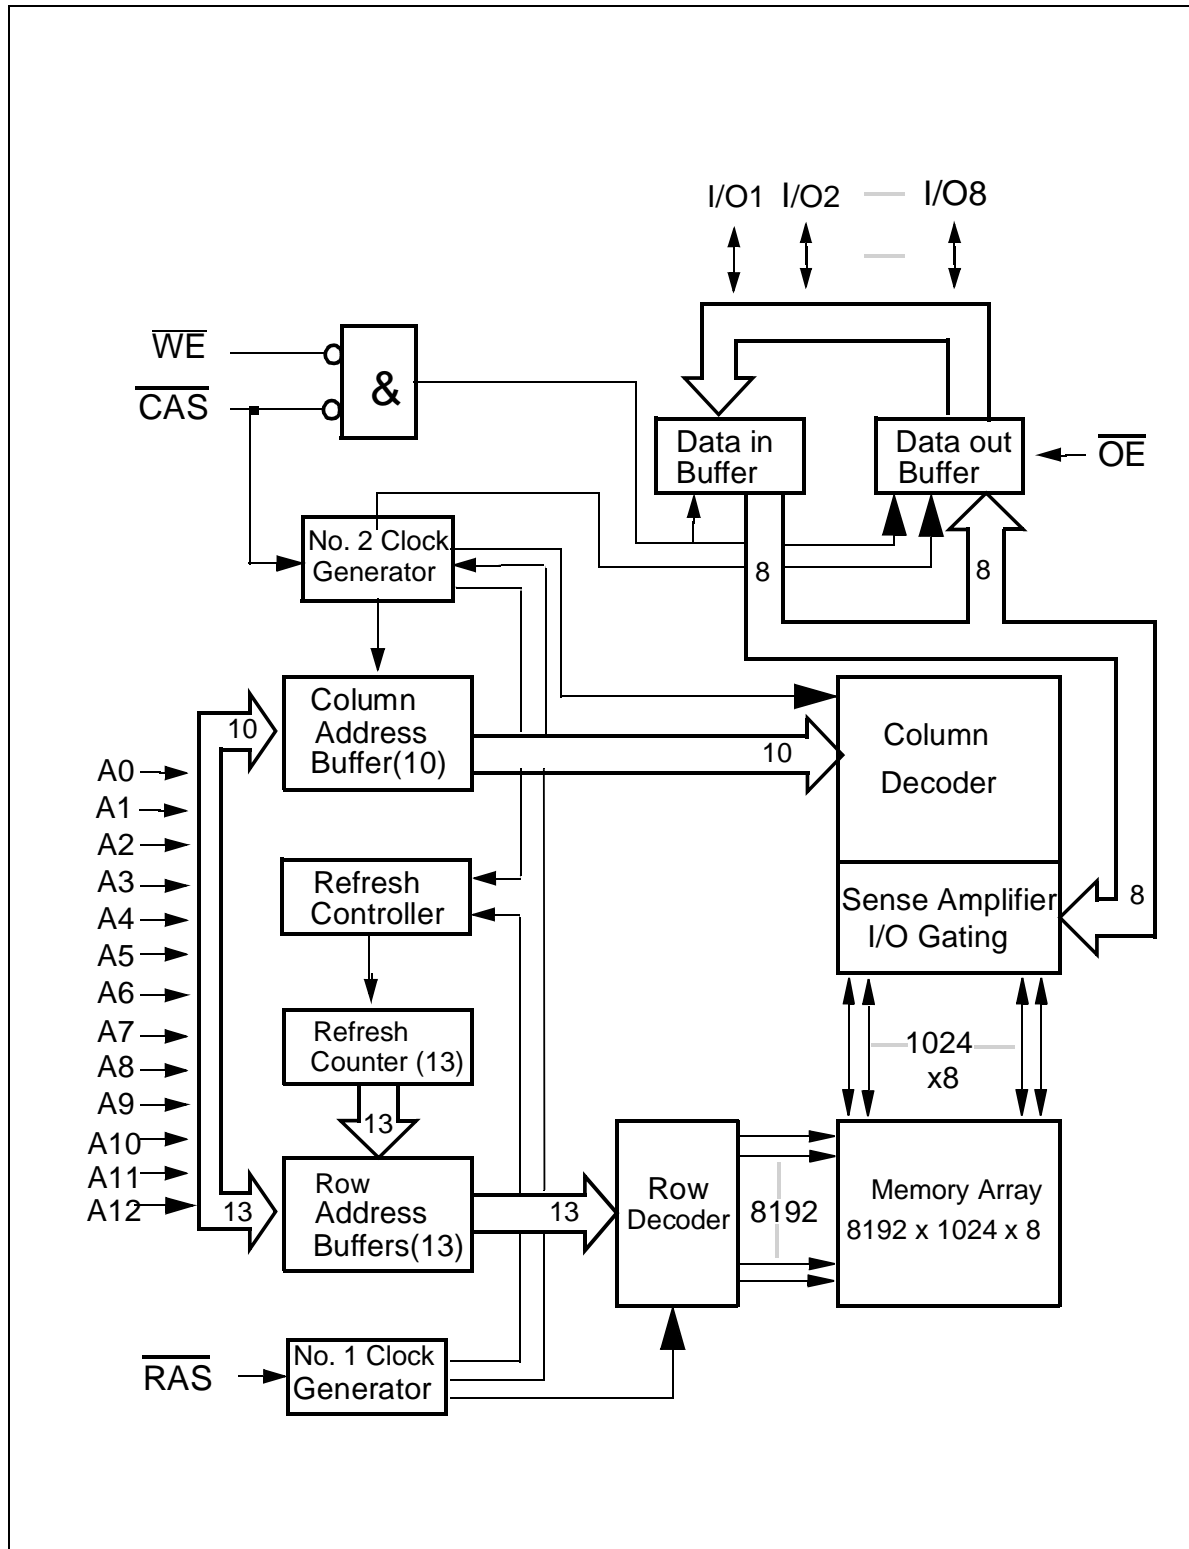 I/O1 I/O2 I/O8
WE
CAS
&
Data in
Buffer
Data out
Buffer
OE
No. 2 Clock
Generator
8
8
Column
Address
Buffer(10)
10
10
Column
Decoder
A0
A1
A2
A3
A4
A5
A6
A7
A8
A9
A10
A11
A12
Refresh
Controller
Sense Amplifier
I/O Gating
8
Refresh
Counter (13)
1024
x8
13
13
Row
Address
Buffers(13)
13
Row
Decoder
8192
Memory Array
8192 x 1024 x 8
RAS
No. 1 Clock
Generator